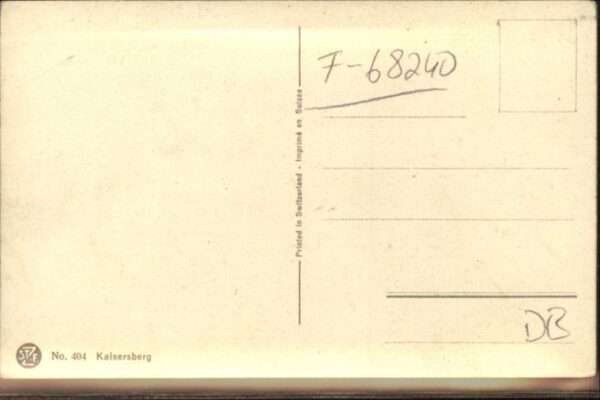 F-68240
Printed in Switzerland - Imprimé en Suisse
DB
No. 404 Kaisersberg